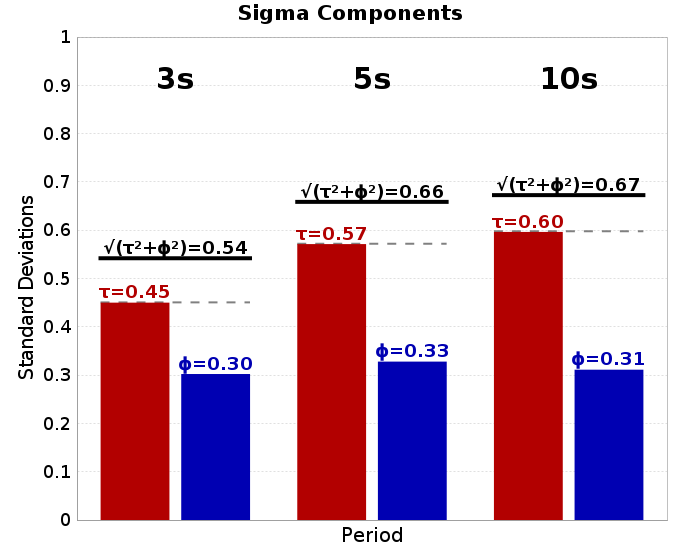 Sigma Components
1
0.9
0.8
0.7
0.6
0.5
0.4
0.3
0.2
0.1
0
Standard Deviations
3s
5s
10s
√(τ²+ϕ²)=0.54
τ=0.45
ϕ=0.30
√(τ²+ϕ²)=0.66
τ=0.57
ϕ=0.33
√(τ²+ϕ²)=0.67
τ=0.60
ϕ=0.31
Period